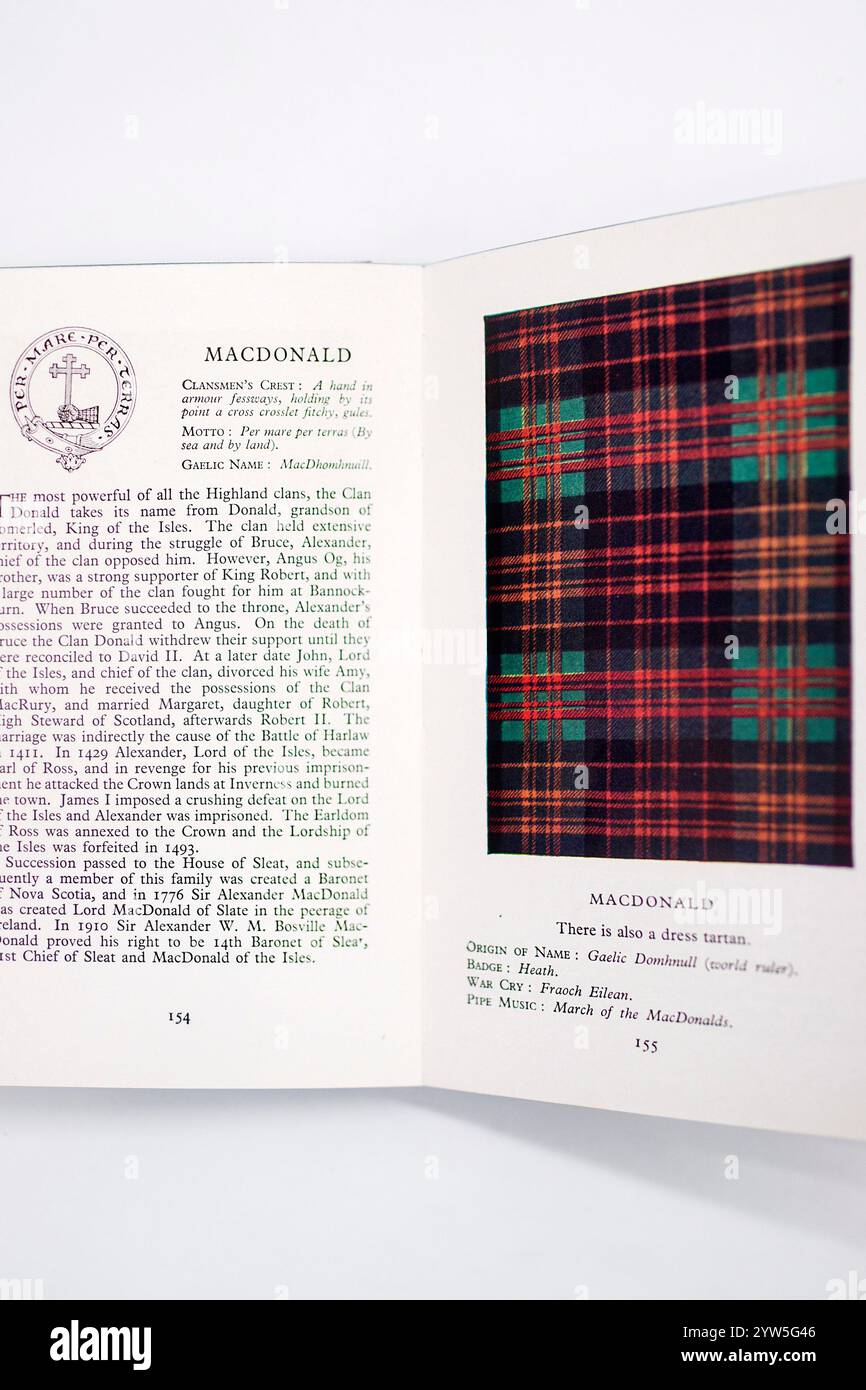 PER · MARE · PER · TERRAS ·
MACDONALD
CLANSMEN'S CREST : A hand in
armour fessways, holding by its
point a cross crosslet fitchy, gules.
MOTTO : Per mare per terras (By
sea and by land).
GAELIC NAME : MacDhomhnuill.
THE most powerful of all the Highland clans, the Clan
Donald takes its name from Donald, grandson of
omerled, King of the Isles. The clan held extensive
rritory, and during the struggle of Bruce, Alexander,
hief of the clan opposed him. However, Angus Og, his
rother, was a strong supporter of King Robert, and with
large number of the clan fought for him at Bannock-
urn. When Bruce succeeded to the throne, Alexander's
ossessions were granted to Angus. On the death of
ruce the Clan Donald withdrew their support until they
ere reconciled to David II. At a later date John, Lord
f the Isles, and chief of the clan, divorced his wife Amy,
ith whom he received the possessions of the Clan
MacRury, and married Margaret, daughter of Robert,
igh Steward of Scotland, afterwards Robert II. The
arriage was indirectly the cause of the Battle of Harlaw
1411. In 1429 Alexander, Lord of the Isles, became
arl of Ross, and in revenge for his previous imprison-
ent he attacked the Crown lands at Inverness and burned
he town. James I imposed a crushing defeat on the Lord
f the Isles and Alexander was imprisoned. The Earldom
f Ross was annexed to the Crown and the Lordship of
he Isles was forfeited in 1493.
Succession passed to the House of Sleat, and subse-
uently a member of this family was created a Baronet
f Nova Scotia, and in 1776 Sir Alexander MacDonald
as created Lord MacDonald of Slate in the peerage of
reland. In 1910 Sir Alexander W. M. Bosville Mac-
onald proved his right to be 14th Baronet of Sleat,
1st Chief of Sleat and MacDonald of the Isles.
154
MACDONALD
There is also a dress tartan.
ORIGIN OF NAME : Gaelic Domhnull (world ruler).
BADGE : Heath.
WAR CRY : Fraoch Eilean.
PIPE MUSIC : March of the MacDonalds.
155
alamy
alamy
Image ID: 2YW5G46
www.alamy.com